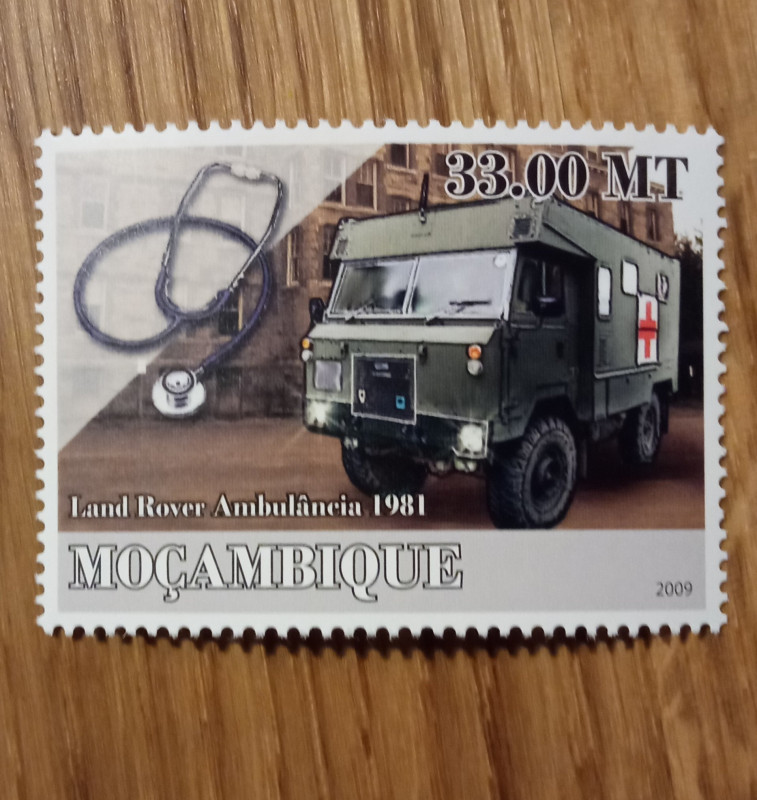 33.00 MT
Land Rover Ambulância 1981
MOÇAMBIQUE
2009